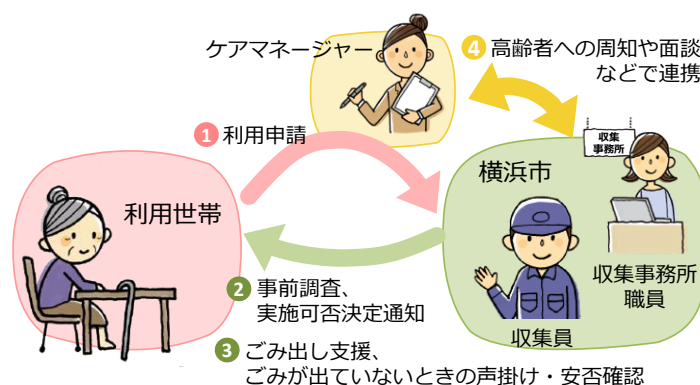 ケアマネージャー
4 高齢者への周知や面談
などで連携
1 利用申請
収集
事務所
横浜市
利用世帯
収集事務所
職員
収集員
2 事前調査、
実施可否決定通知
3 ごみ出し支援、
ごみが出ていないときの声掛け・安否確認